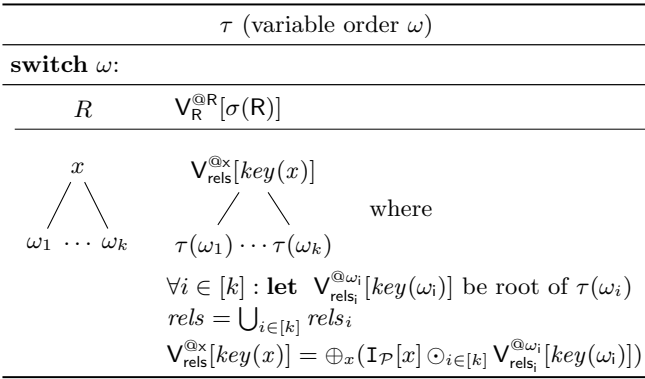 τ (variable order ω)
switch ω:
R V_R^{@R}[σ(R)]
x V_{rels}^{@x}[key(x)]
where
ω_1 ⋯ ω_k τ(ω_1) ⋯ τ(ω_k)
∀i ∈ [k] : let V_{rels_i}^{@ω_i}[key(ω_i)] be root of τ(ω_i)
rels = ⋃_{i∈[k]} rels_i
V_{rels}^{@x}[key(x)] = ⊕_x(I_P[x] ⊙_{i∈[k]} V_{rels_i}^{@ω_i}[key(ω_i)])